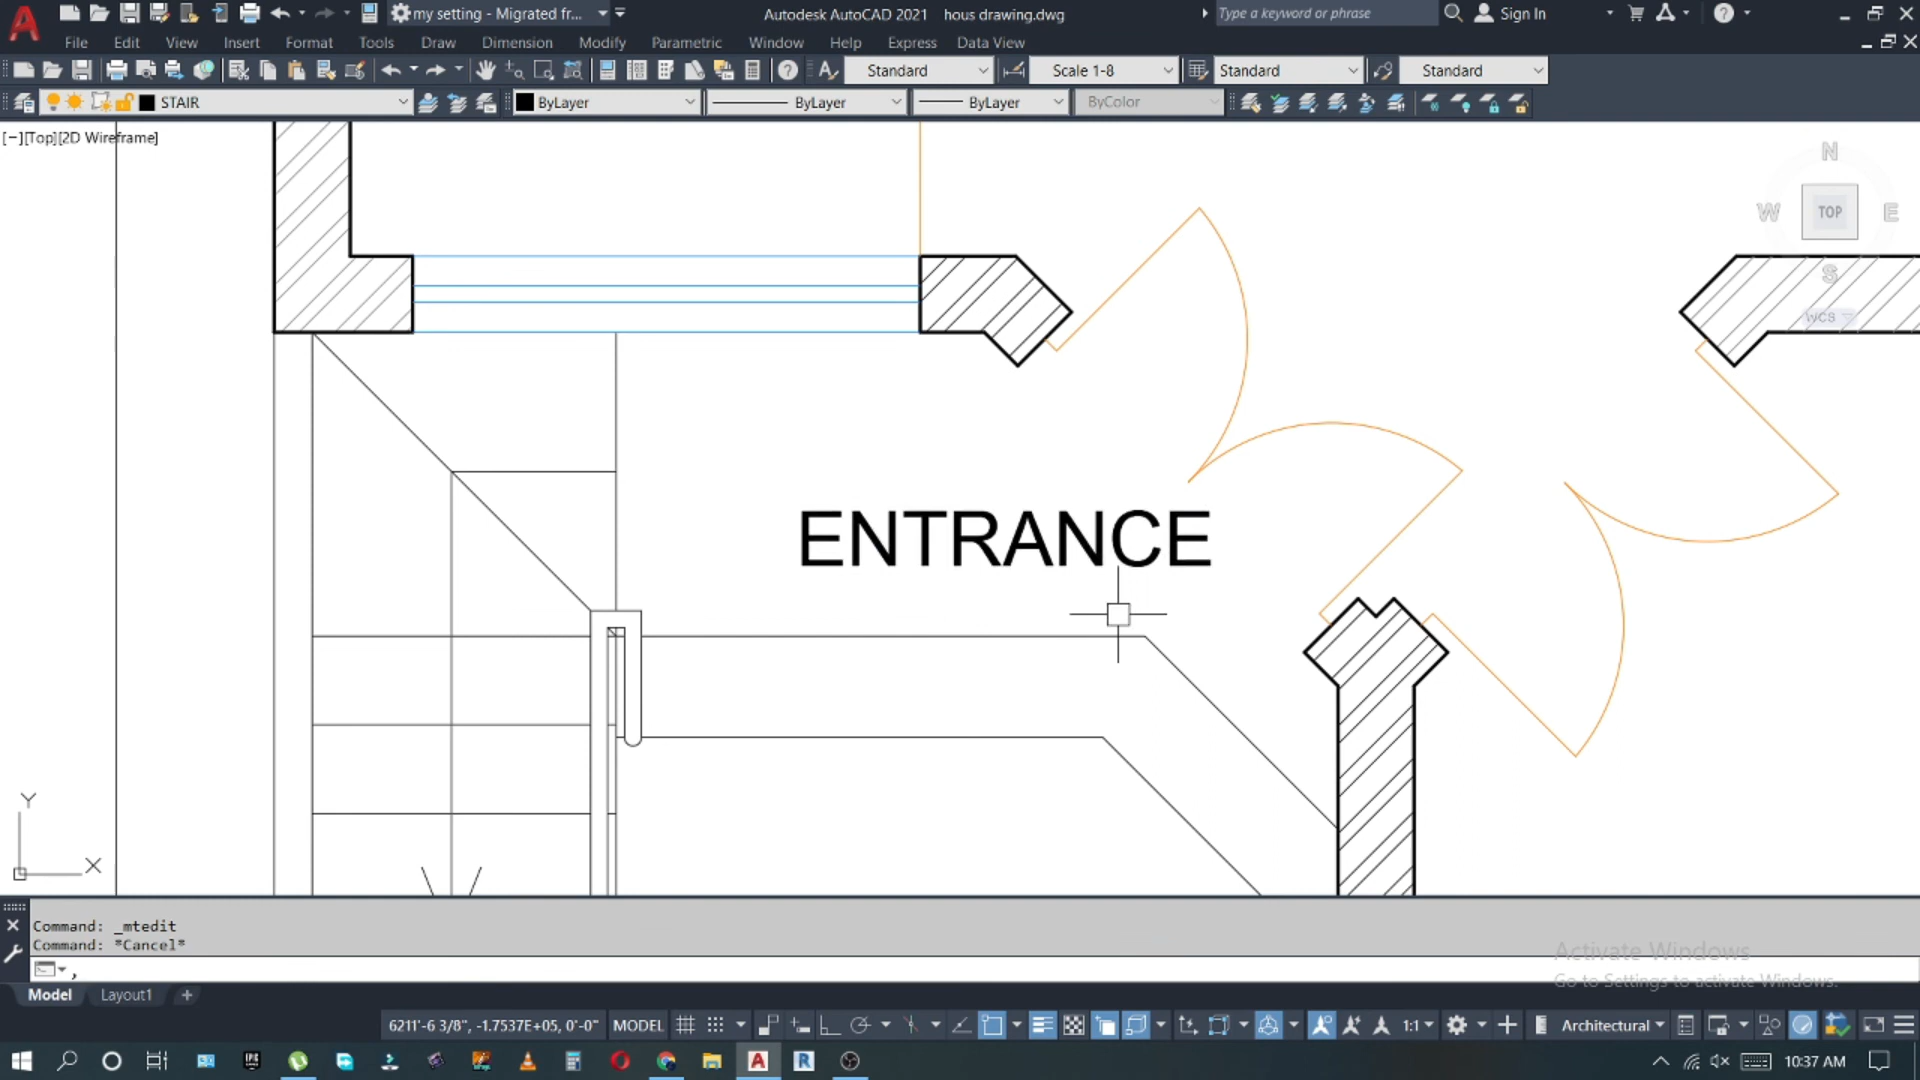 my setting - Migrated fr...
Autodesk AutoCAD 2021 hous drawing.dwg
Type a keyword or phrase
Sign In
File Edit View Insert Format Tools Draw Dimension Modify Parametric Window Help Express Data View
Standard
Scale 1-8
Standard
Standard
STAIR
ByLayer
ByLayer
ByLayer
ByColor
[−][Top][2D Wireframe]
N
W TOP E
S
WCS
ENTRANCE
Y
X
Command: _mtedit
Command: *Cancel*
,
Activate Windows
Go to Settings to activate Windows.
Model Layout1 +
6211'-6 3/8", -1.7537E+05, 0'-0" MODEL 1:1 Architectural
10:37 AM